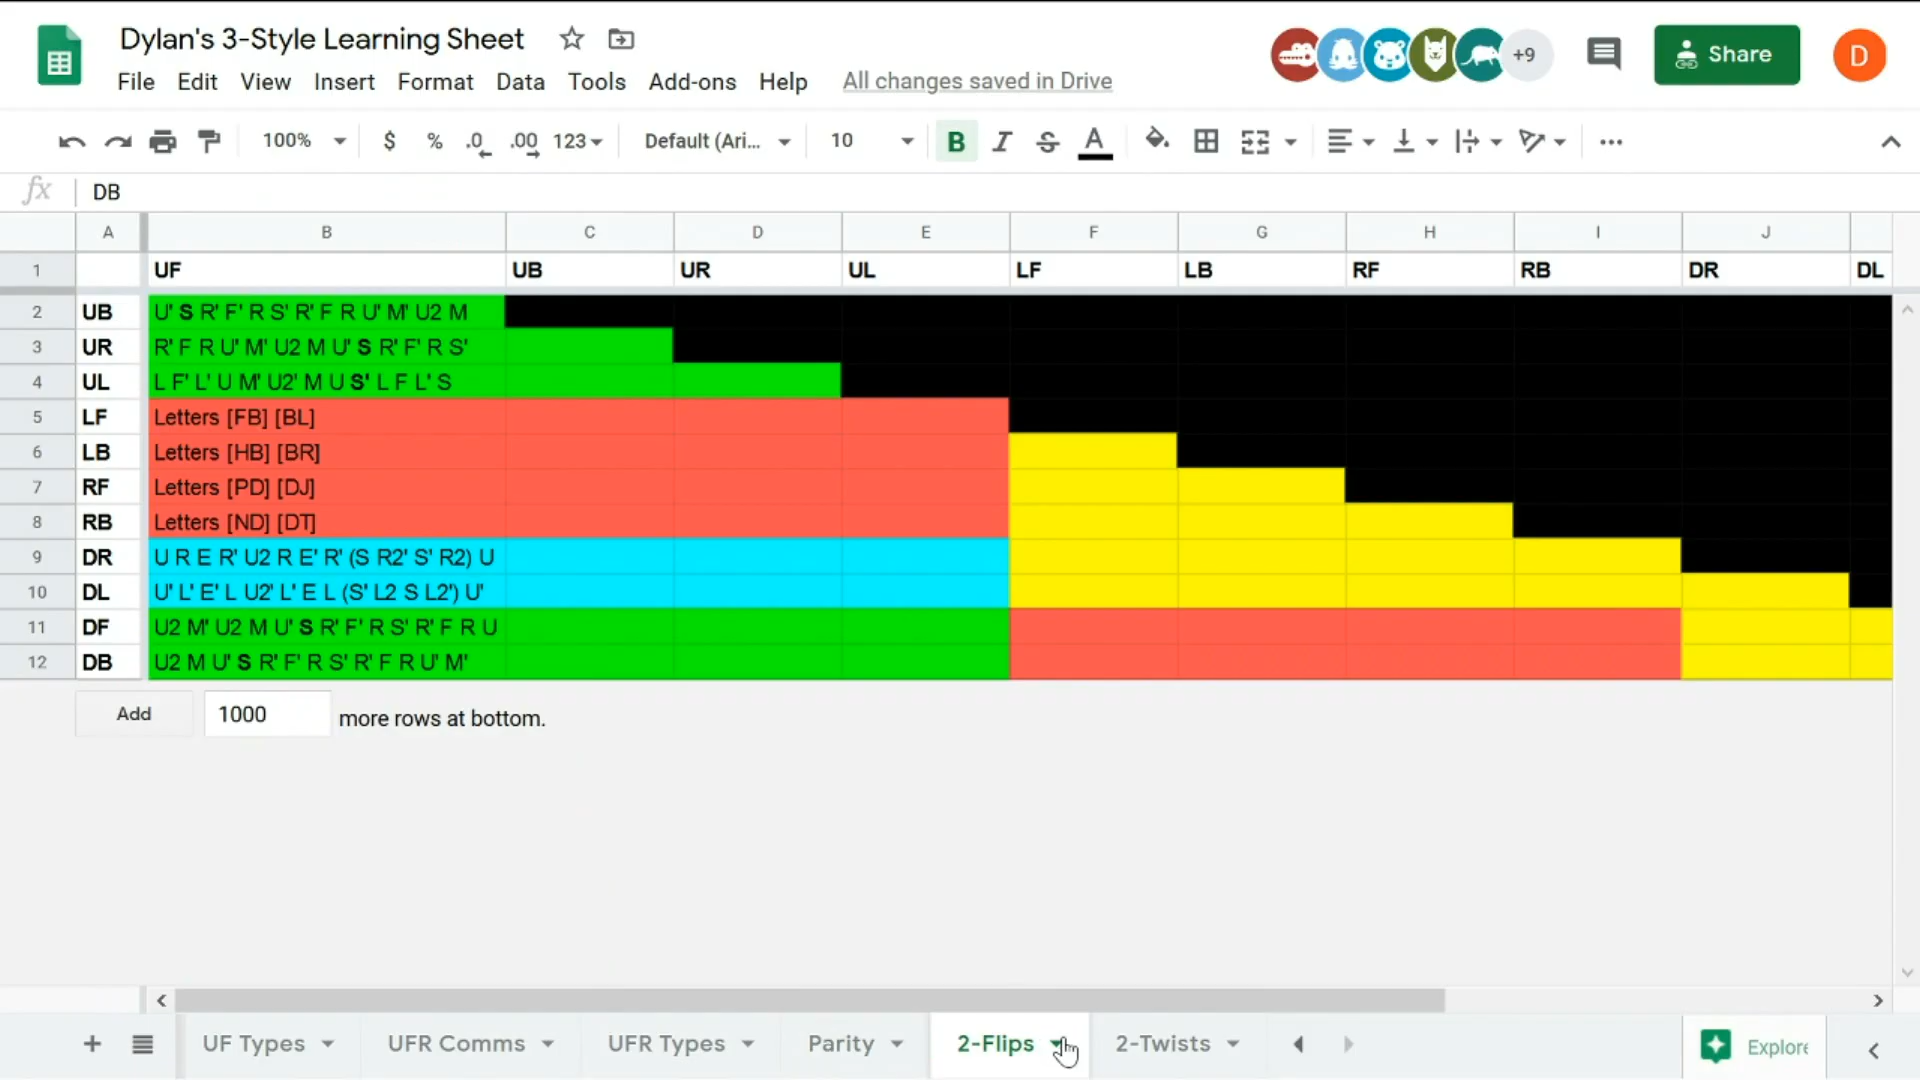 Dylan's 3-Style Learning Sheet
File Edit View Insert Format Data Tools Add-ons Help All changes saved in Drive
+9
Share
D
100% $ % .0 .00 123 Default (Ari... 10 B I S A
fx DB
A B C D E F G H I J
1 UF UB UR UL LF LB RF RB DR DL
2 UB U' S R' F' R S' R' F R U' M' U2 M
3 UR R' F R U' M' U2 M U' S R' F' R S'
4 UL L F' L' U M' U2' M U S' L F L' S
5 LF Letters [FB] [BL]
6 LB Letters [HB] [BR]
7 RF Letters [PD] [DJ]
8 RB Letters [ND] [DT]
9 DR U R E R' U2 R E' R' (S R2' S' R2) U
10 DL U' L' E' L U2' L' E L (S' L2 S L2') U'
11 DF U2 M' U2 M U' S R' F' R S' R' F R U
12 DB U2 M U' S R' F' R S' R' F R U' M'
Add 1000 more rows at bottom.
UF Types UFR Comms UFR Types Parity 2-Flips 2-Twists Explore